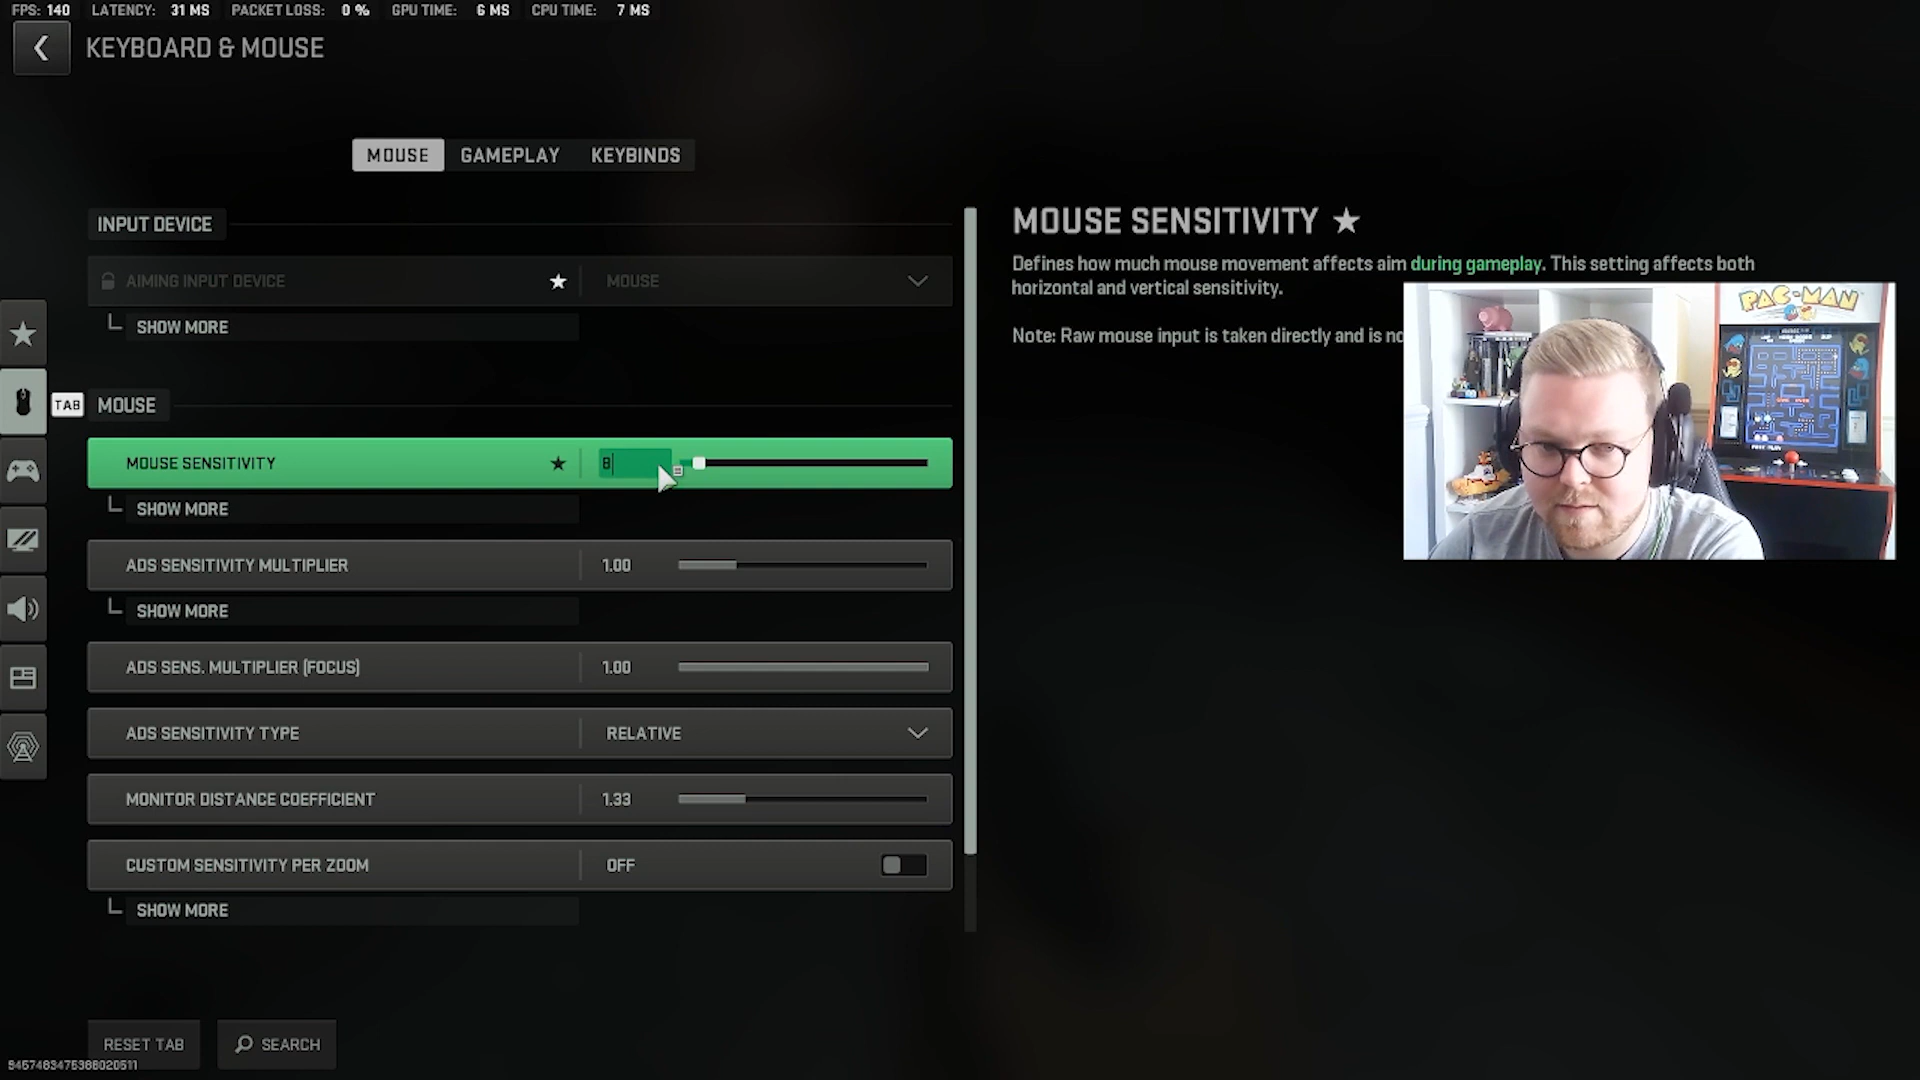 FPS: 140 LATENCY: 31 MS PACKET LOSS: 0 % GPU TIME: 6 MS CPU TIME: 7 MS
KEYBOARD & MOUSE
MOUSE GAMEPLAY KEYBINDS
INPUT DEVICE
AIMING INPUT DEVICE MOUSE
SHOW MORE
TAB MOUSE
MOUSE SENSITIVITY 8
SHOW MORE
ADS SENSITIVITY MULTIPLIER 1.00
SHOW MORE
ADS SENS. MULTIPLIER (FOCUS) 1.00
ADS SENSITIVITY TYPE RELATIVE
MONITOR DISTANCE COEFFICIENT 1.33
CUSTOM SENSITIVITY PER ZOOM OFF
SHOW MORE
RESET TAB SEARCH
MOUSE SENSITIVITY
Defines how much mouse movement affects aim during gameplay. This setting affects both
horizontal and vertical sensitivity.
Note: Raw mouse input is taken directly and is no
PAC-MAN